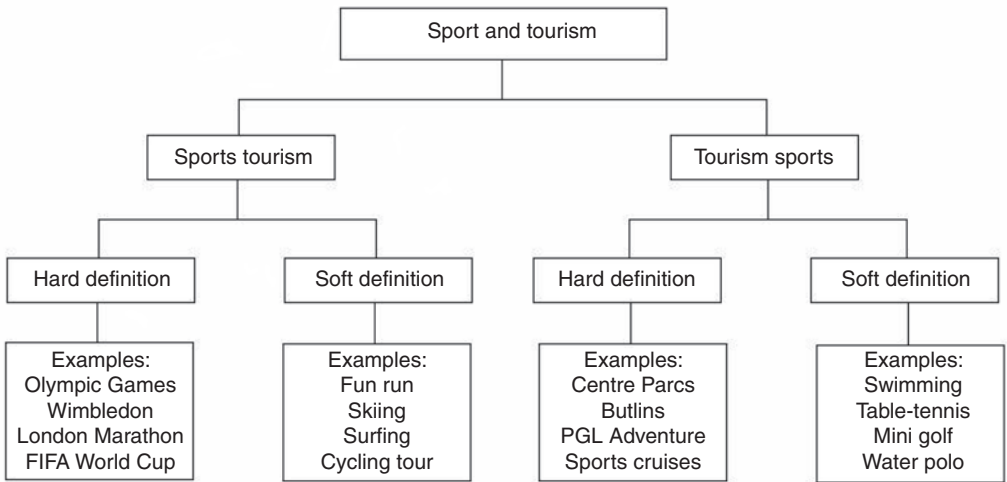 Sport and tourism
Sports tourism
Tourism sports
Hard definition
Soft definition
Hard definition
Soft definition
Examples:
Olympic Games
Wimbledon
London Marathon
FIFA World Cup
Examples:
Fun run
Skiing
Surfing
Cycling tour
Examples:
Centre Parcs
Butlins
PGL Adventure
Sports cruises
Examples:
Swimming
Table-tennis
Mini golf
Water polo